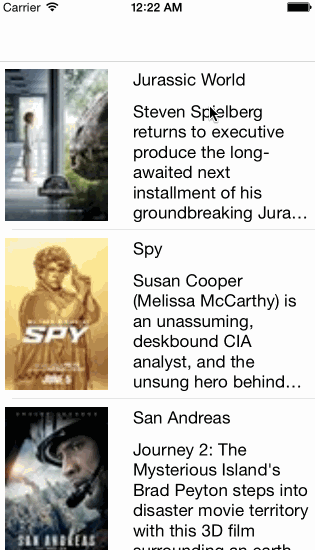 Carrier 12:22 AM
Jurassic World
Steven Spielberg
returns to executive
produce the long-
awaited next
installment of his
groundbreaking Jura...
Spy
Susan Cooper
(Melissa McCarthy) is
an unassuming,
deskbound CIA
analyst, and the
unsung hero behind...
SPY
JUNE 5
San Andreas
Journey 2: The
Mysterious Island's
Brad Peyton steps into
disaster movie territory
with this 3D film
surrounding an earth
SAN ANDREAS